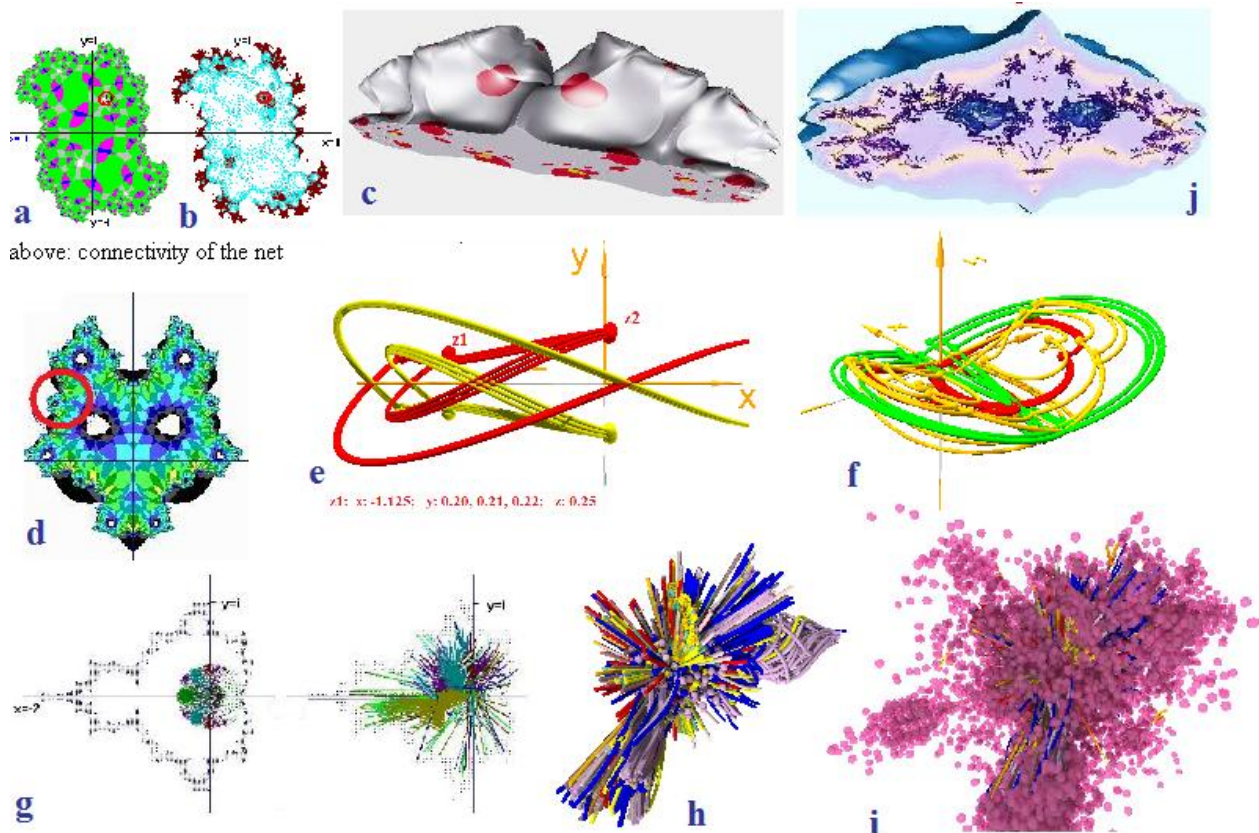 y=i
y=i
a
b
c
j
above: connectivity of the net
y
z2
z1
x
e
z1: x: -1.125; y: 0.20, 0.21, 0.22; z: 0.25
f
d
y=i
y=i
x=-2
g
h
i